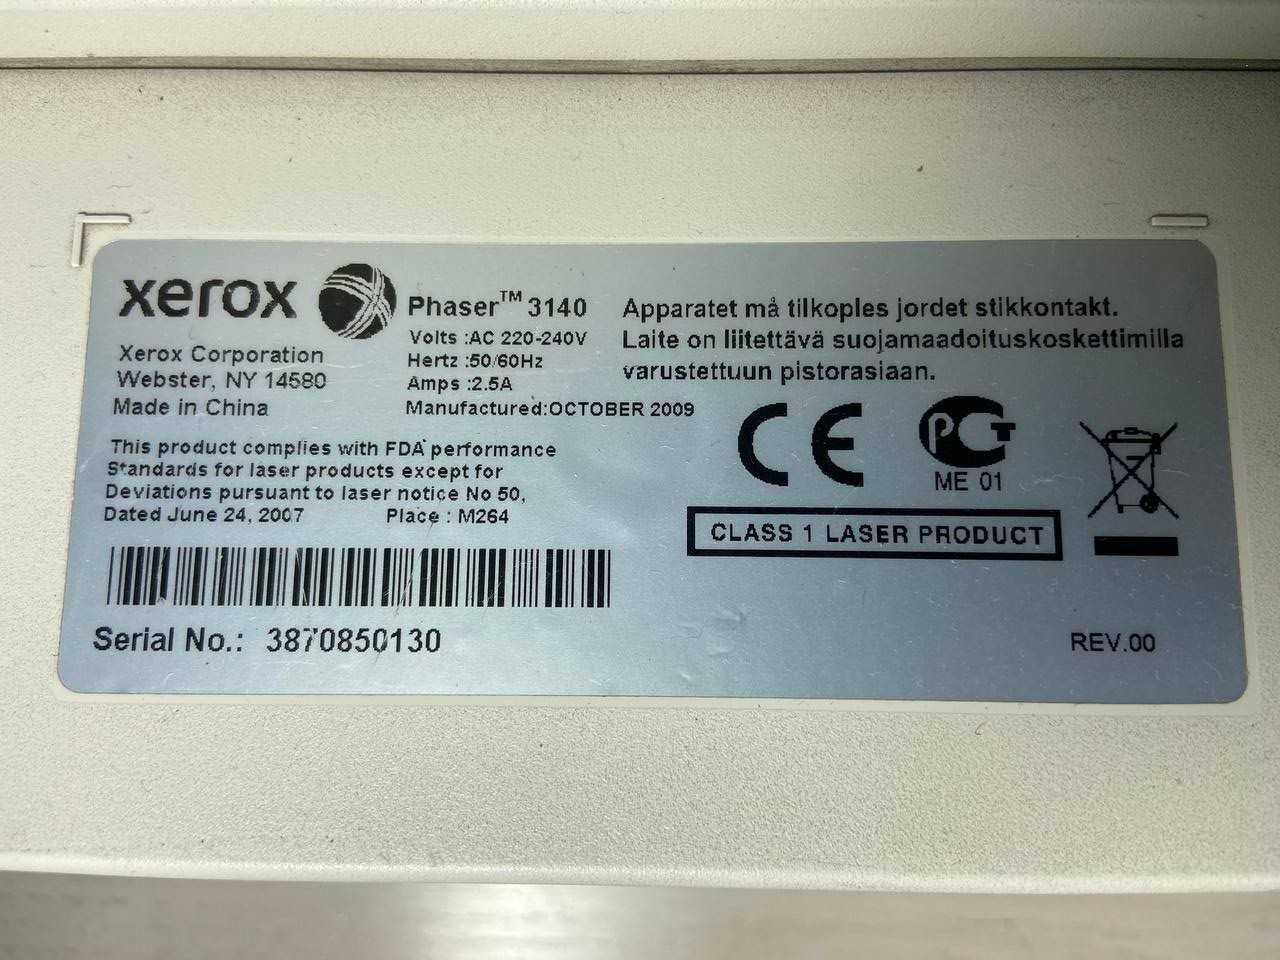 xerox
Xerox Corporation
Webster, NY 14580
Made in China
Phaser™ 3140
Volts :AC 220-240V
Hertz :50/60Hz
Amps :2.5A
Manufactured:OCTOBER 2009
Apparatet må tilkoples jordet stikkontakt.
Laite on liitettävä suojamaadoituskoskettimilla
varustettuun pistorasiaan.
This product complies with FDA performance
Standards for laser products except for
Deviations pursuant to laser notice No 50,
Dated June 24, 2007 Place : M264
CE
PCT
ME 01
CLASS 1 LASER PRODUCT
Serial No.: 3870850130
REV.00